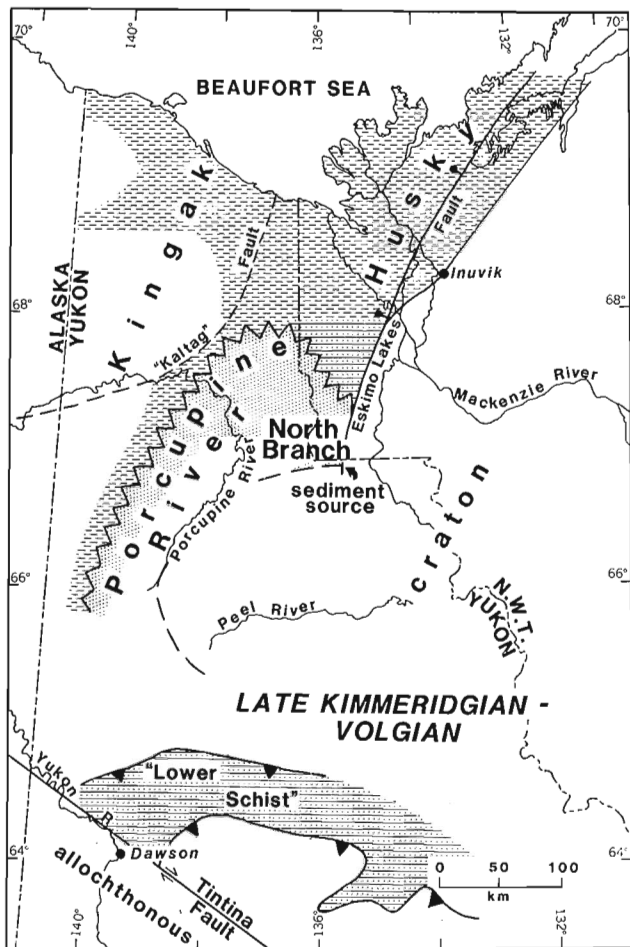 70°
140°
136°
132°
70°
BEAUFORT SEA
Husky
Fault
Kingak
Fault
Inuvik
ALASKA
YUKON
68°
68°
"Kaltag"
Eskimo Lakes
Mackenzie River
Porcupine
River
North
Branch
Porcupine River
sediment
source
craton
66°
66°
Peel River
N.W.T.
YUKON
LATE KIMMERIDGIAN -
VOLGIAN
"Lower
Schist"
Yukon R.
64°
64°
Dawson
0 50 100
km
allochthonous
Tintina
Fault
140°
136°
132°